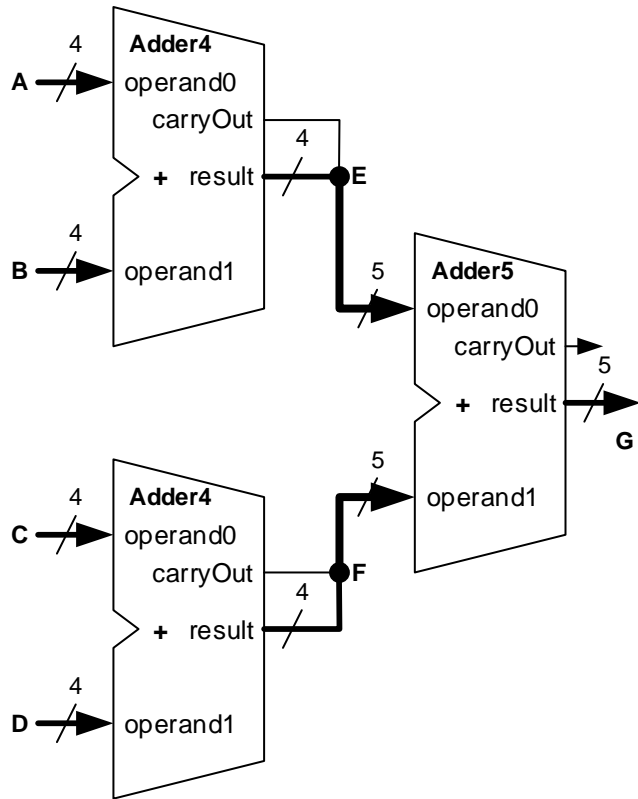 4
Adder4
A
operand0
carryOut
4
+ result
E
4
B
operand1
5
Adder5
operand0
carryOut
5
+ result
G
5
operand1
4
Adder4
C
operand0
carryOut
F
4
+ result
4
D
operand1